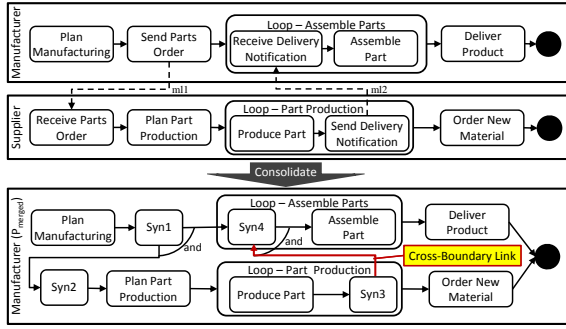 Manufacturer
Plan
Manufacturing
Send Parts
Order
Loop – Assemble Parts
Receive Delivery
Notification
Assemble
Part
Deliver
Product
ml1
ml2
Supplier
Receive Parts
Order
Plan Part
Production
Loop – Part Production
Produce Part
Send Delivery
Notification
Order New
Material
Consolidate
Manufacturer (Pmerged)
Plan
Manufacturing
Syn1
and
Loop – Assemble Parts
Syn4
and
Assemble
Part
Deliver
Product
Cross-Boundary Link
Syn2
Plan Part
Production
Loop – Part Production
Produce Part
Syn3
Order New
Material